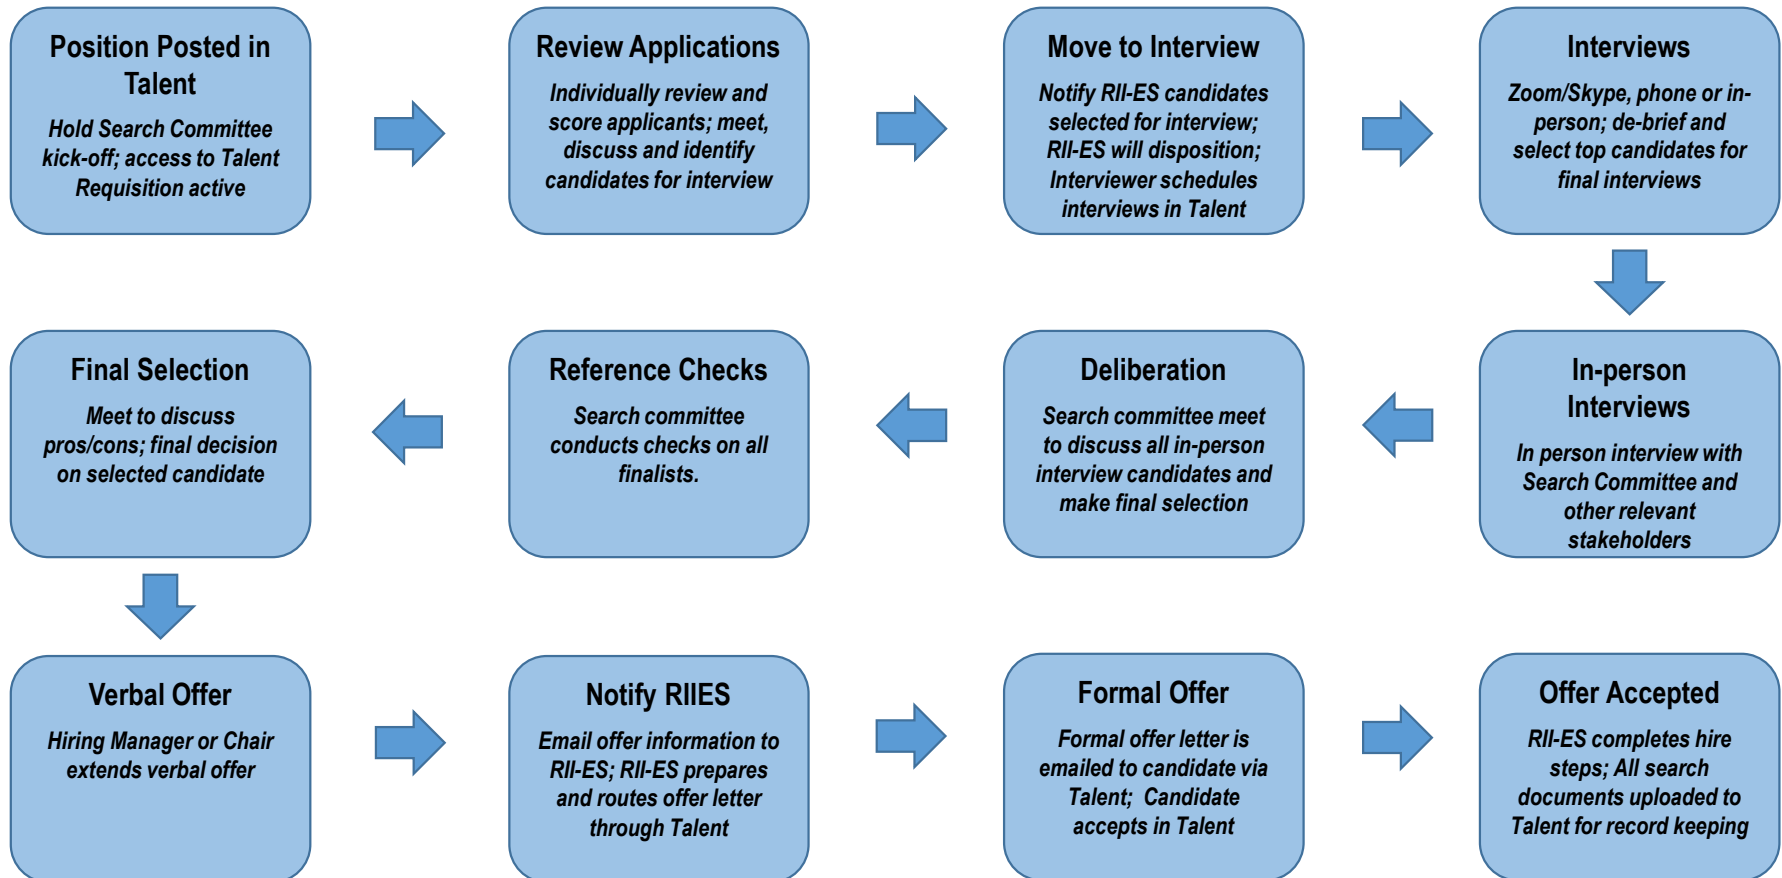 Position Posted in
Talent
Hold Search Committee
kick-off; access to Talent
Requisition active
Review Applications
Individually review and
score applicants; meet,
discuss and identify
candidates for interview
Move to Interview
Notify RII-ES candidates
selected for interview;
RII-ES will disposition;
Interviewer schedules
interviews in Talent
Interviews
Zoom/Skype, phone or in-
person; de-brief and
select top candidates for
final interviews
In-person
Interviews
In person interview with
Search Committee and
other relevant
stakeholders
Deliberation
Search committee meet
to discuss all in-person
interview candidates and
make final selection
Reference Checks
Search committee
conducts checks on all
finalists.
Final Selection
Meet to discuss
pros/cons; final decision
on selected candidate
Verbal Offer
Hiring Manager or Chair
extends verbal offer
Notify RIIES
Email offer information to
RII-ES; RII-ES prepares
and routes offer letter
through Talent
Formal Offer
Formal offer letter is
emailed to candidate via
Talent; Candidate
accepts in Talent
Offer Accepted
RII-ES completes hire
steps; All search
documents uploaded to
Talent for record keeping